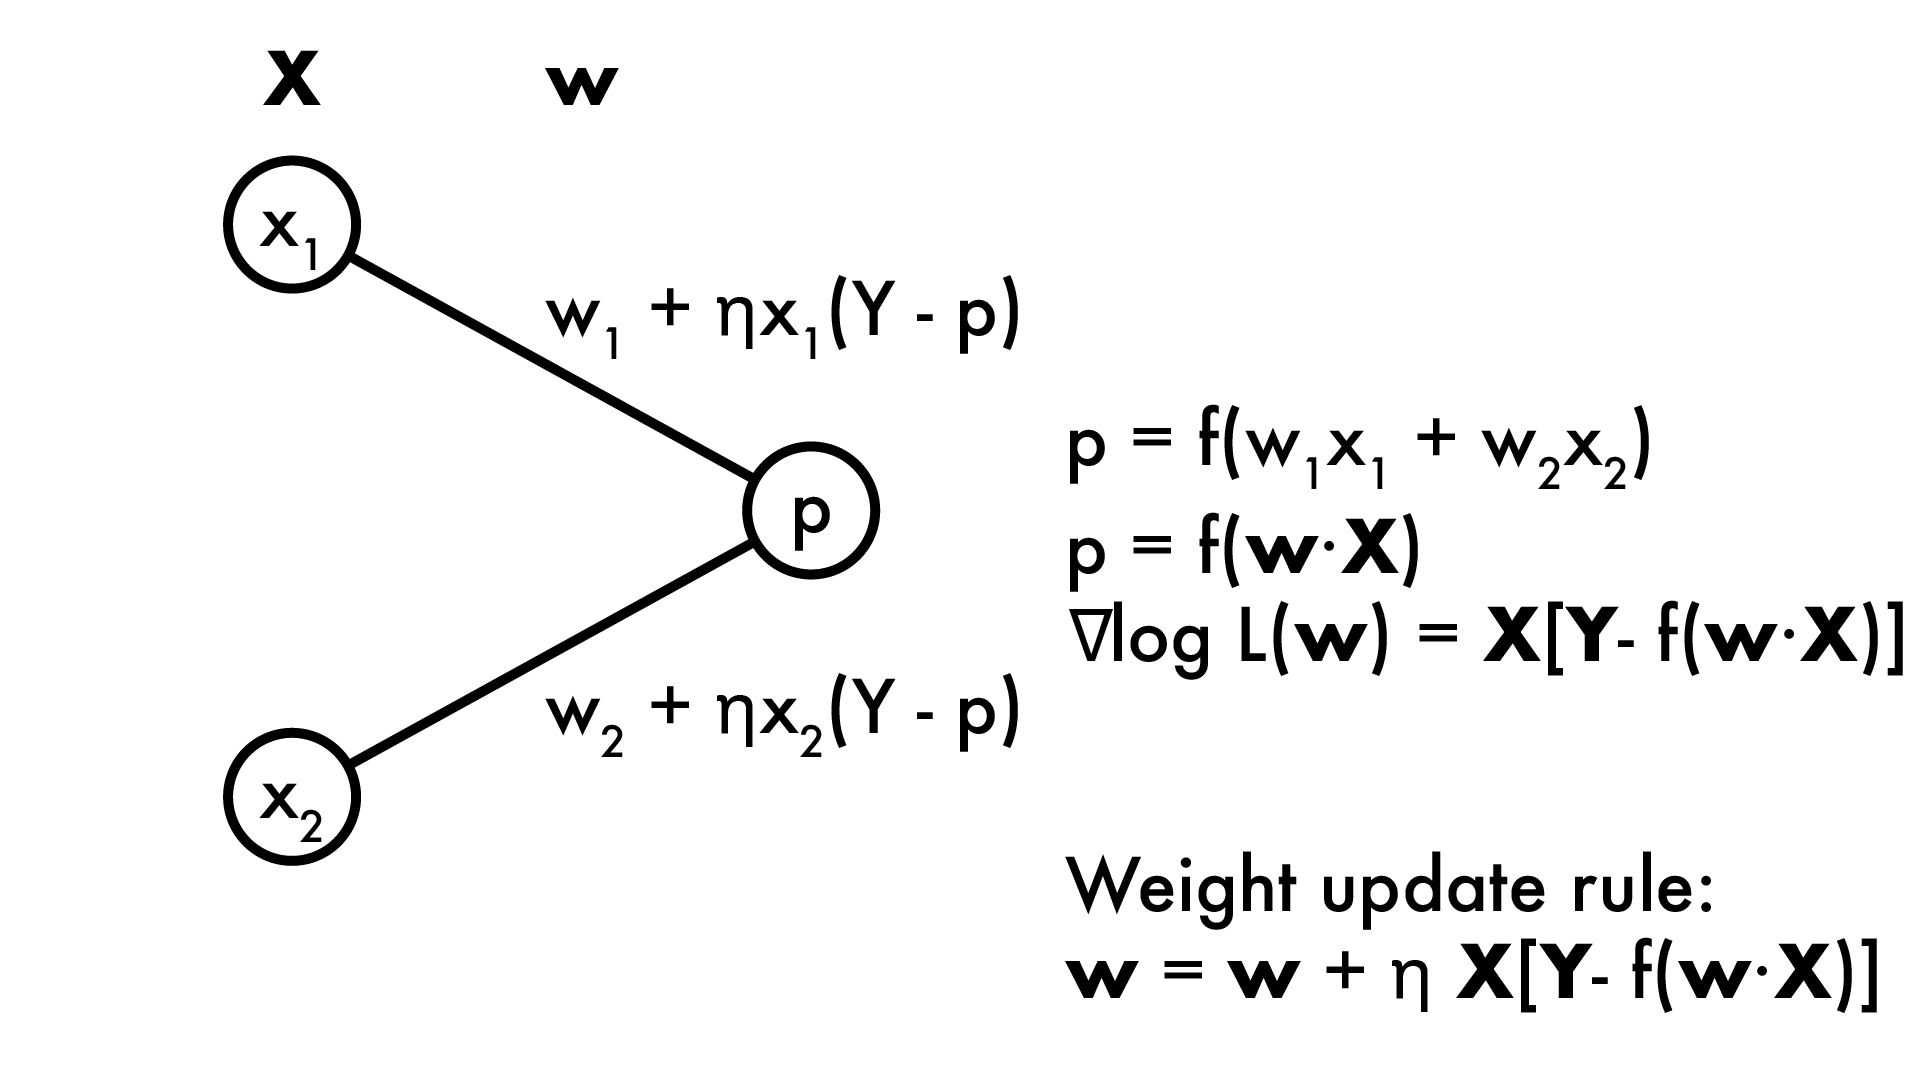 X w
x₁
w₁ + ηx₁(Y - p)
p = f(w₁x₁ + w₂x₂)
p
p = f(w·X)
∇log L(w) = X[Y- f(w·X)]
w₂ + ηx₂(Y - p)
x₂
Weight update rule:
w = w + η X[Y- f(w·X)]